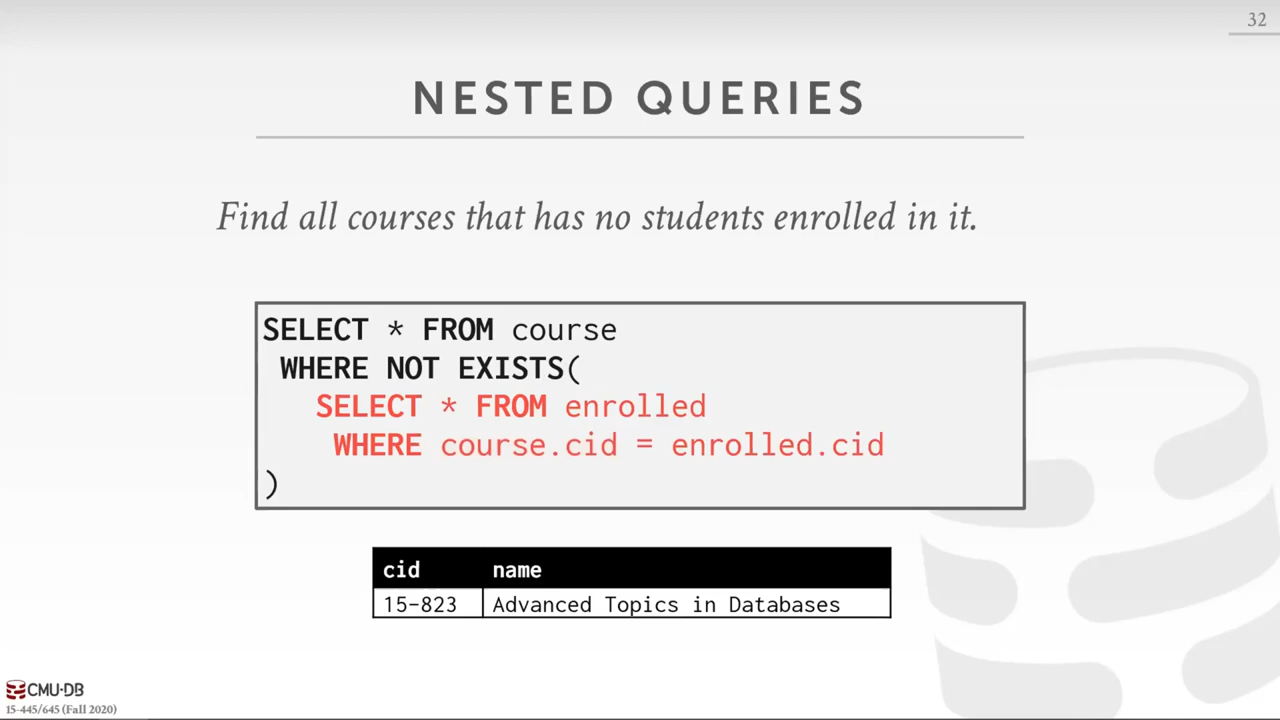 32
NESTED QUERIES
Find all courses that has no students enrolled in it.
SELECT * FROM course
WHERE NOT EXISTS(
SELECT * FROM enrolled
WHERE course.cid = enrolled.cid
)
cid name
15-823 Advanced Topics in Databases
CMU·DB
15-445/645 (Fall 2020)